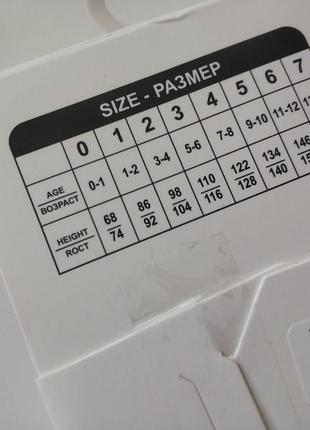 SIZE - РАЗМЕР
0 1 2 3 4 5 6 7
AGE 0-1 1-2 3-4 5-6 7-8 9-10 11-12
ВОЗРАСТ
HEIGHT 68 86 98 110 122 134 146
РОСТ 74 92 104 116 128 140